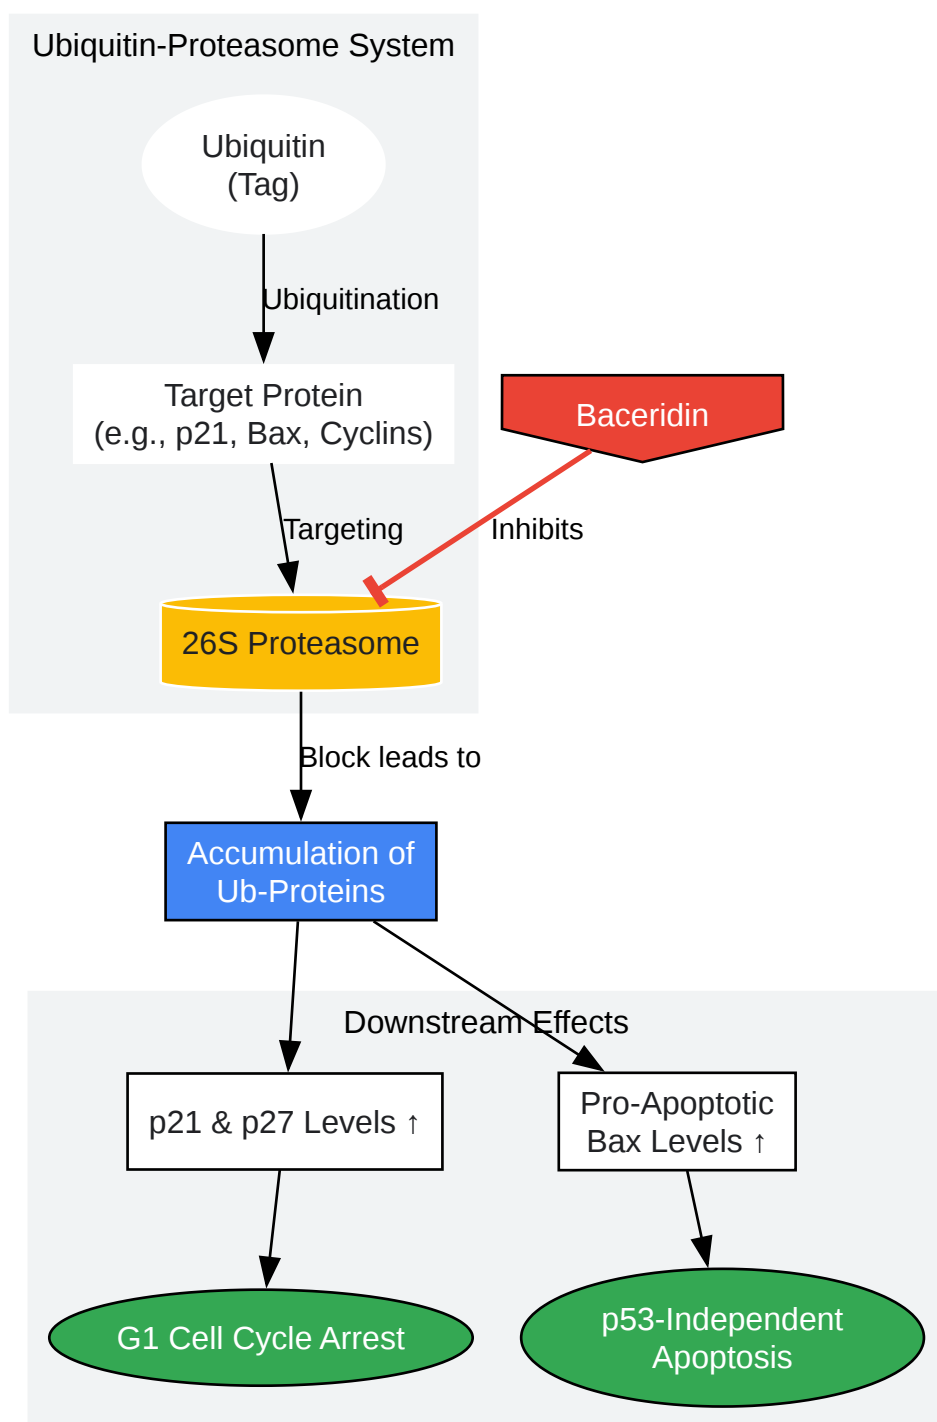 Ubiquitin-Proteasome System
Ubiquitin
(Tag)
Ubiquitination
Target Protein
(e.g., p21, Bax, Cyclins)
Baceridin
Targeting
Inhibits
26S Proteasome
Block leads to
Accumulation of
Ub-Proteins
Downstream Effects
p21 & p27 Levels ↑
Pro-Apoptotic
Bax Levels ↑
G1 Cell Cycle Arrest
p53-Independent
Apoptosis